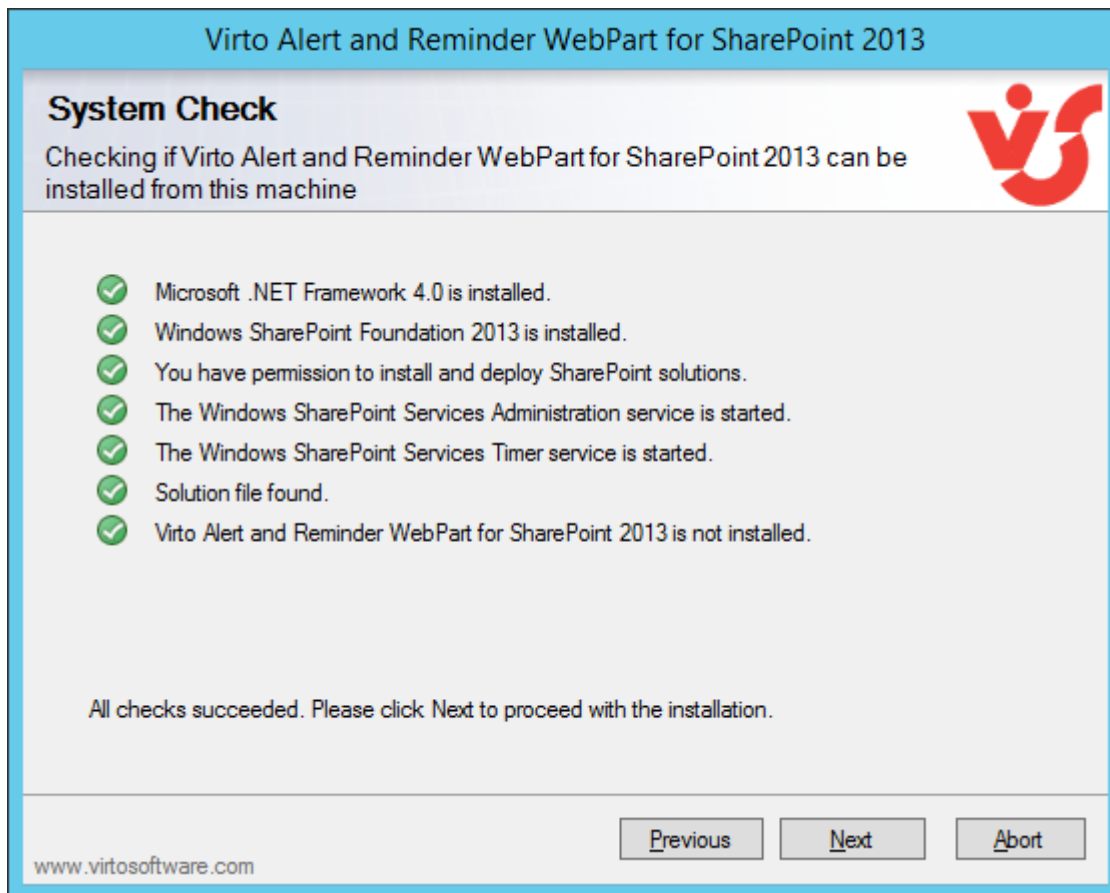 Virto Alert and Reminder WebPart for SharePoint 2013
System Check
Checking if Virto Alert and Reminder WebPart for SharePoint 2013 can be
installed from this machine
Microsoft .NET Framework 4.0 is installed.
Windows SharePoint Foundation 2013 is installed.
You have permission to install and deploy SharePoint solutions.
The Windows SharePoint Services Administration service is started.
The Windows SharePoint Services Timer service is started.
Solution file found.
Virto Alert and Reminder WebPart for SharePoint 2013 is not installed.
All checks succeeded. Please click Next to proceed with the installation.
Previous Next Abort
www.virtosoftware.com